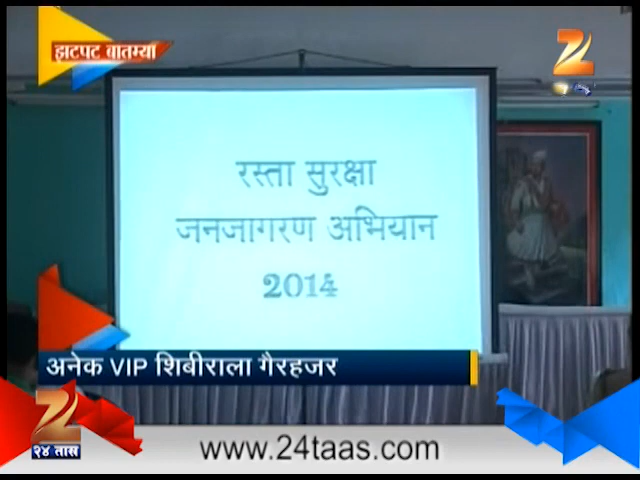 झटपट बातम्या
रस्ता सुरक्षा
जनजागरण अभियान
2014
अनेक VIP शिबीराला गैरहजर
२४ तास
www.24taas.com